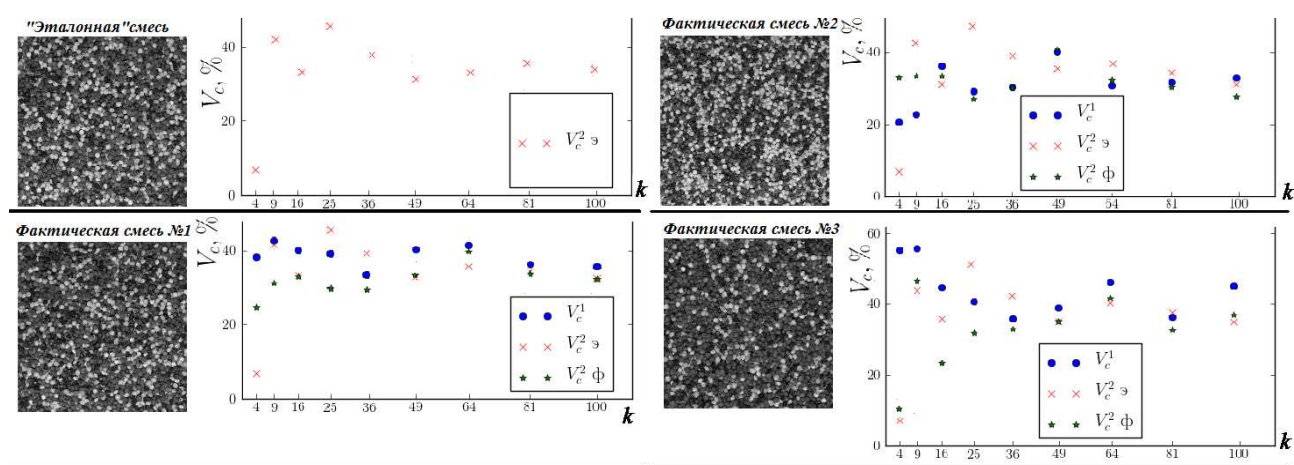 "Эталонная"смесь
V_c, %
40
20
0
4 9 16 25 36 49 64 81 100
k
V_c^2 э
Фактическая смесь №2
V_c, %
60
40
20
0
4 9 16 25 36 49 64 81 100
k
V_c^1
V_c^2 э
V_c^2 ф
Фактическая смесь №1
V_c, %
40
20
0
4 9 16 25 36 49 64 81 100
k
V_c^1
V_c^2 э
V_c^2 ф
Фактическая смесь №3
V_c, %
60
40
20
0
4 9 16 25 36 49 64 81 100
k
V_c^1
V_c^2 э
V_c^2 ф